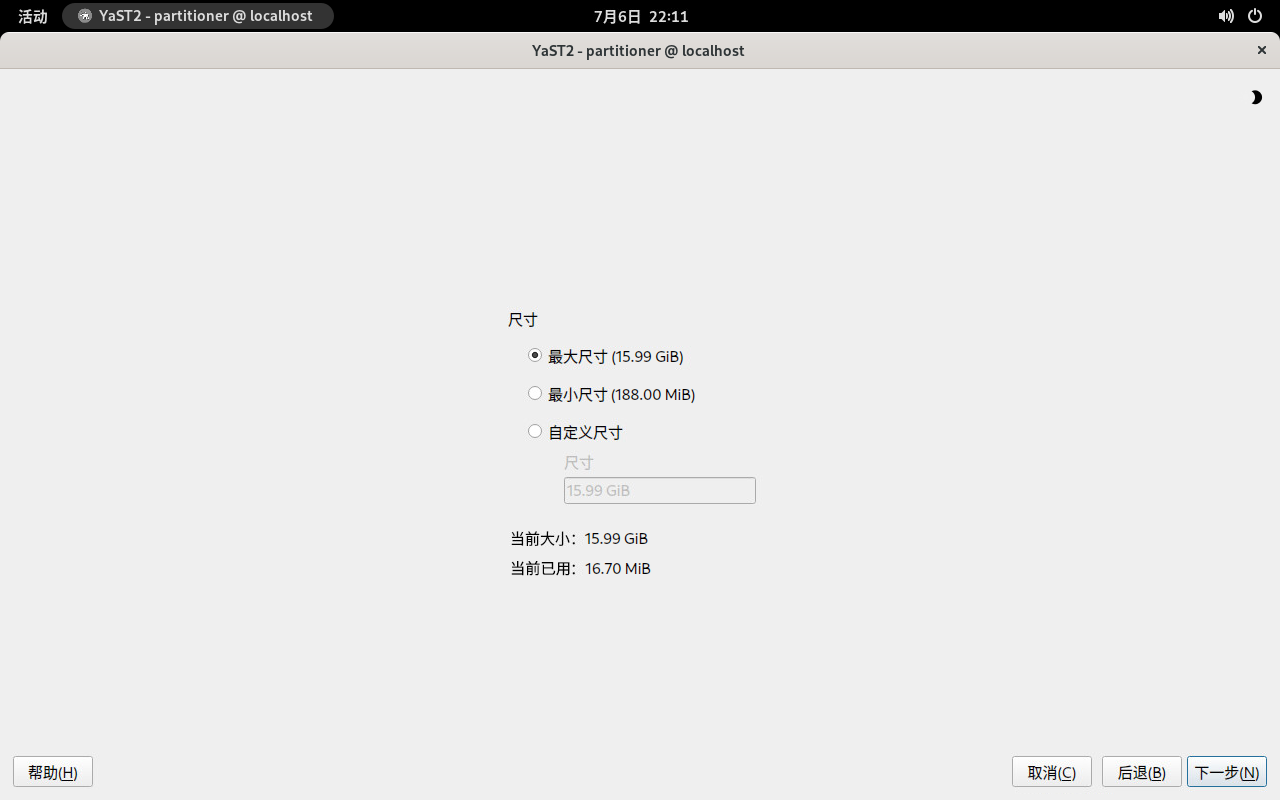 活动
YaST2 - partitioner @ localhost
7月6日 22:11
YaST2 - partitioner @ localhost
尺寸
最大尺寸 (15.99 GiB)
最小尺寸 (188.00 MiB)
自定义尺寸
尺寸
15.99 GiB
当前大小：15.99 GiB
当前已用：16.70 MiB
帮助(H)
取消(C)
后退(B)
下一步(N)